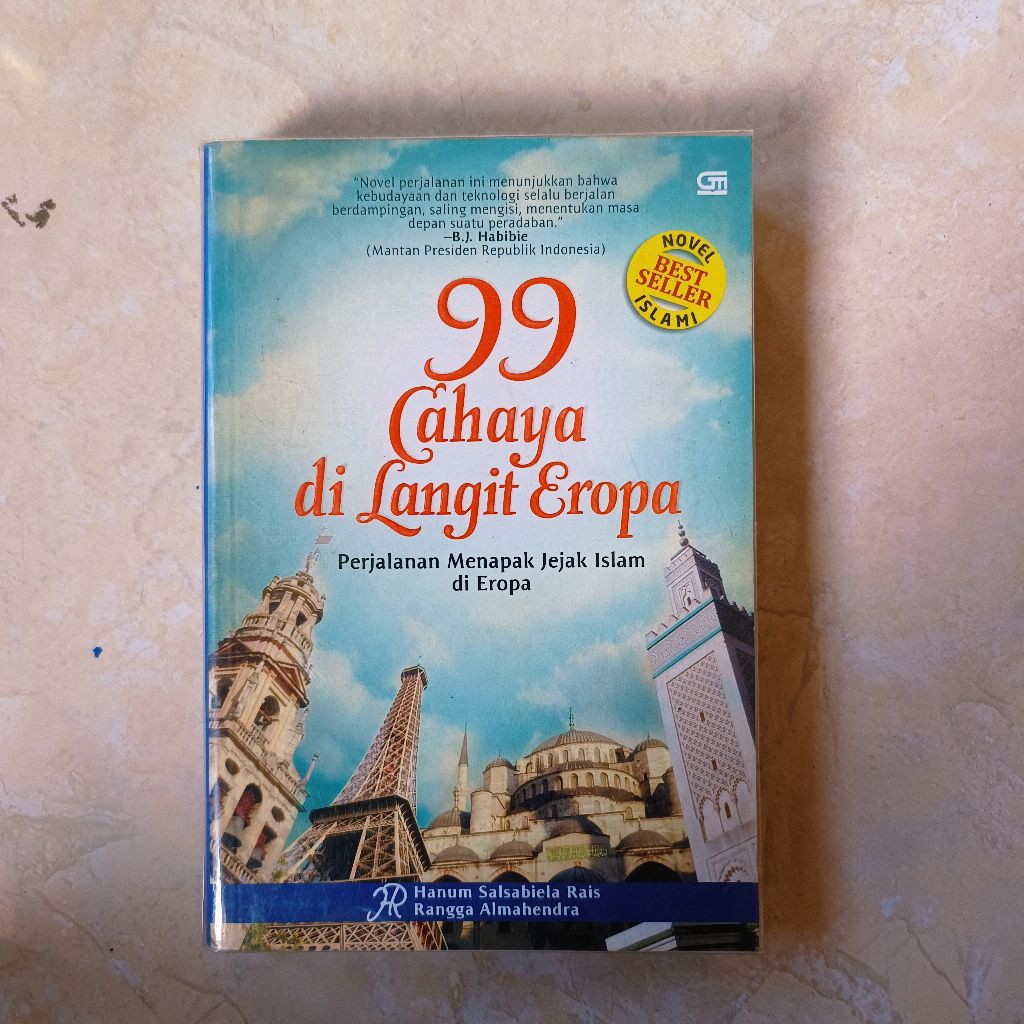 "Novel perjalanan ini menunjukkan bahwa
kebudayaan dan teknologi selalu berjalan
berdampingan, saling mengisi, menentukan masa
depan suatu peradaban."
–B.J. Habibie
(Mantan Presiden Republik Indonesia)
GM
NOVEL
BEST
SELLER
ISLAMI
99
Cahaya
di Langit Eropa
Perjalanan Menapak Jejak Islam
di Eropa
HR
Hanum Salsabiela Rais
Rangga Almahendra